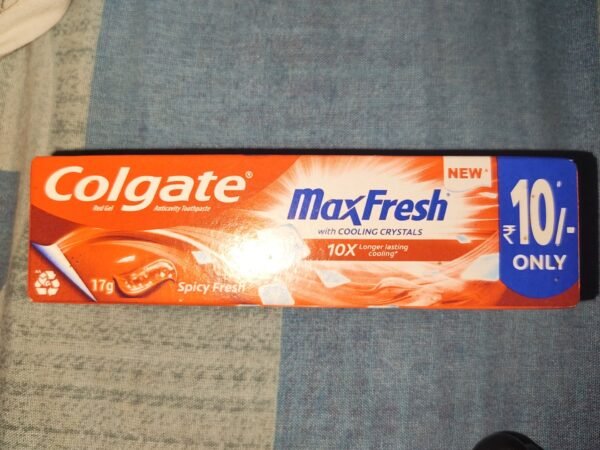 Colgate®
Red Gel Anticavity Toothpaste
MaxFresh
with COOLING CRYSTALS
10X Longer lasting
cooling
NEW
₹10/-
ONLY
17g
Spicy Fresh